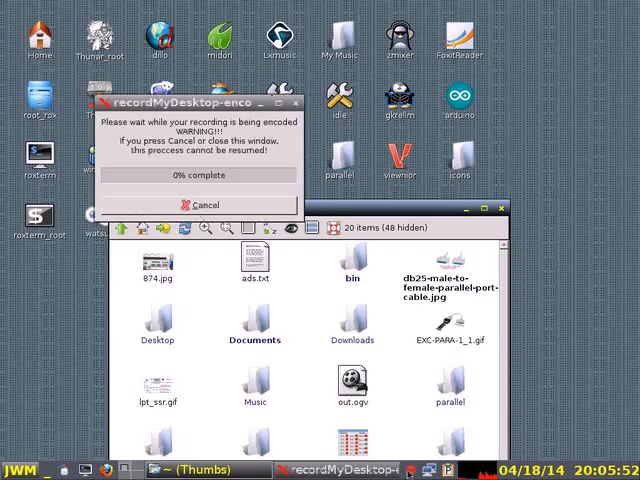 Home
Thunar_root
dillo
midori
Lxmusic
My Music
zmixer
FoxitReader
recordMyDesktop-enco
Please wait while your recording is being encoded
WARNING!!!
If you press Cancel or close this window.
this proccess cannot be resumed!
0% complete
Cancel
root_rox
idle
gkrellm
arduino
roxterm
parallel
viewnior
icons
roxterm_root
20 items (48 hidden)
874.jpg
ads.txt
bin
db25-male-to-
female-parallel-port-
cable.jpg
Desktop
Documents
Downloads
EXC-PARA-1_1.gif
lpt_ssr.gif
Music
out.ogv
parallel
JWM
~ (Thumbs)
recordMyDesktop-e
04/18/14
20:05:52